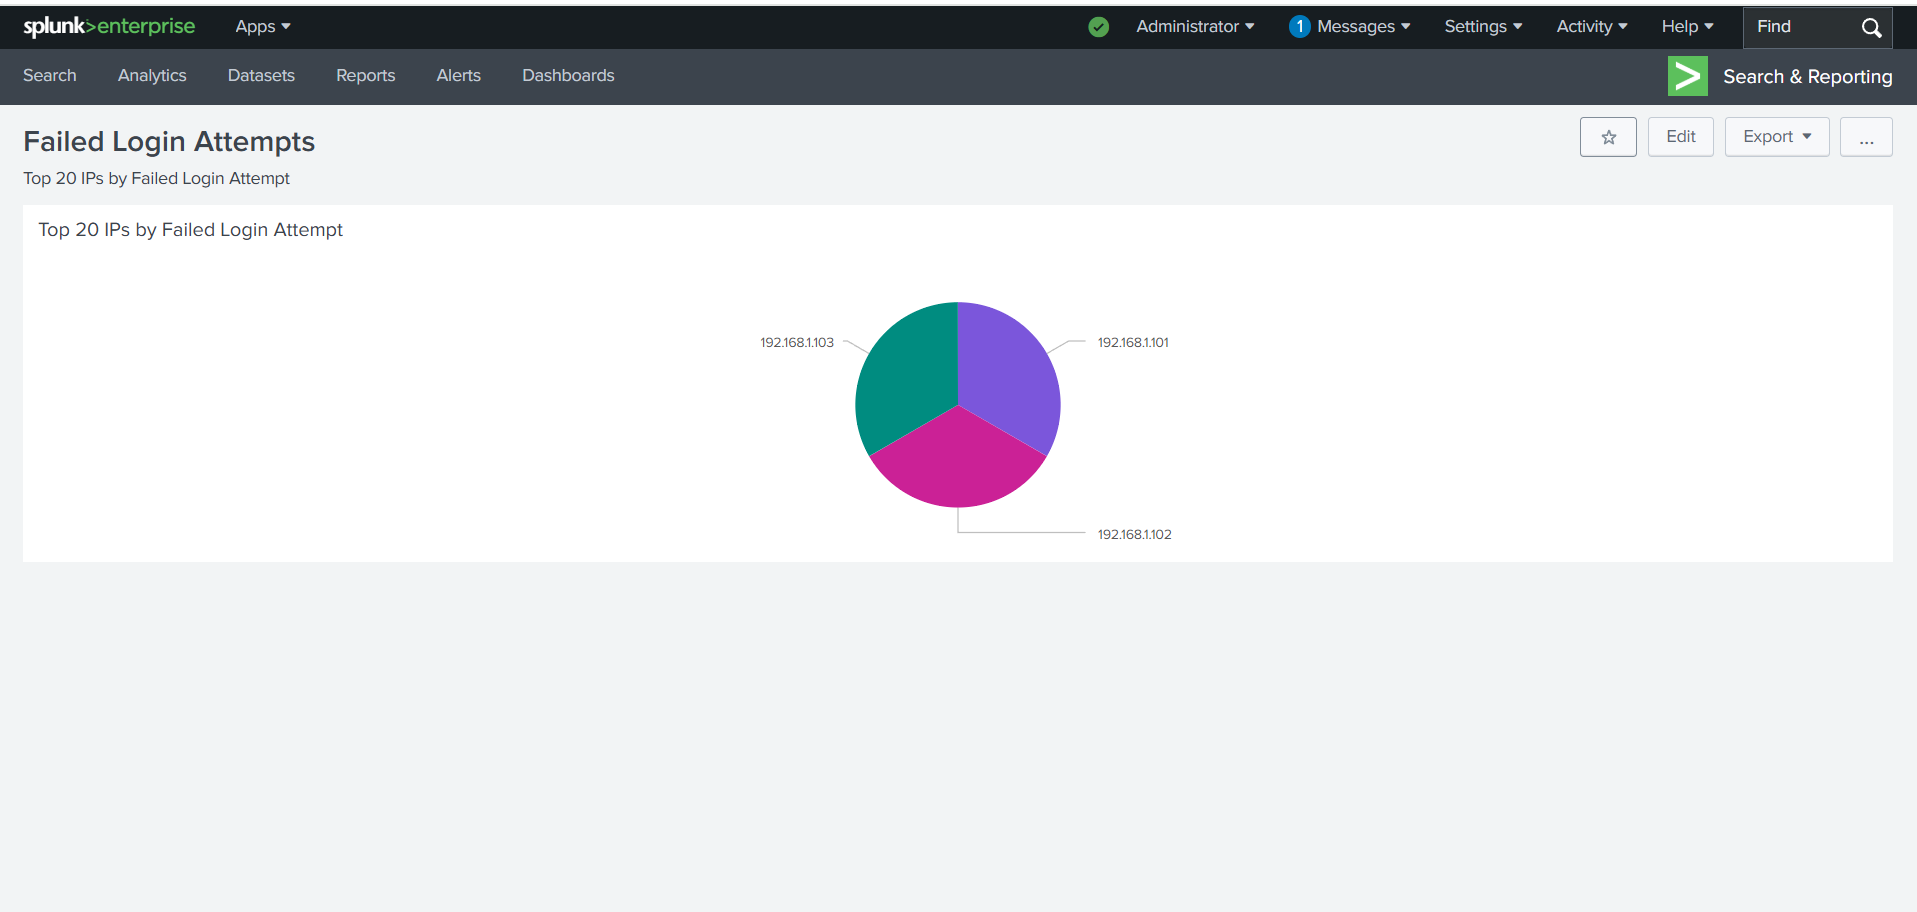 splunk>enterprise Apps Administrator 1 Messages Settings Activity Help Find
Search Analytics Datasets Reports Alerts Dashboards Search & Reporting
Failed Login Attempts Edit Export ...
Top 20 IPs by Failed Login Attempt
Top 20 IPs by Failed Login Attempt
192.168.1.103 192.168.1.101
192.168.1.102